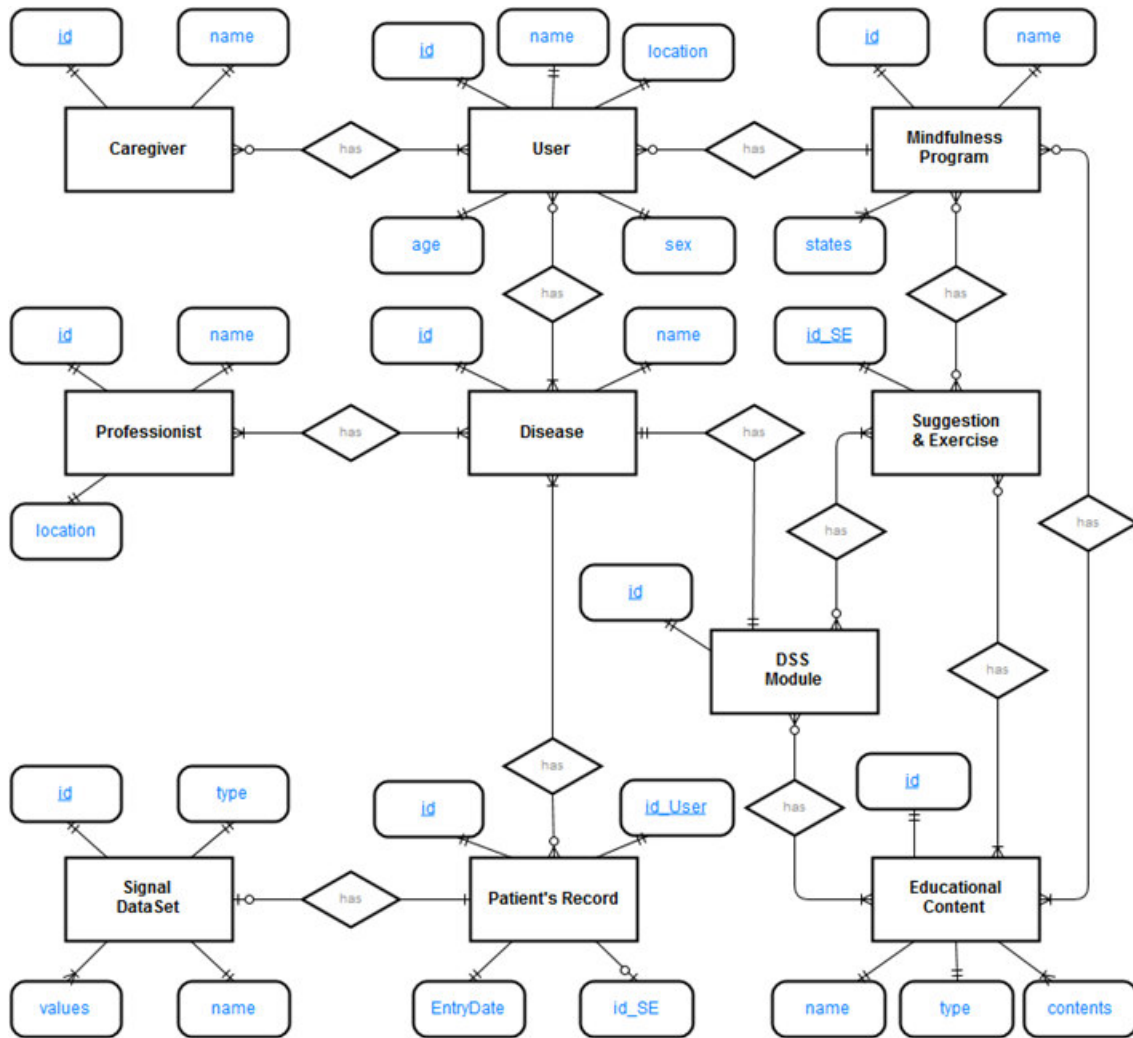 id
name
id
name
location
id
name
Caregiver
has
User
has
Mindfulness
Program
age
sex
states
has
has
id
name
id
name
id_SE
Professionist
has
Disease
has
Suggestion
& Exercise
location
has
has
id
DSS
Module
has
has
id
type
id
id_User
has
id
Signal
DataSet
has
Patient's Record
Educational
Content
values
name
EntryDate
id_SE
name
type
contents